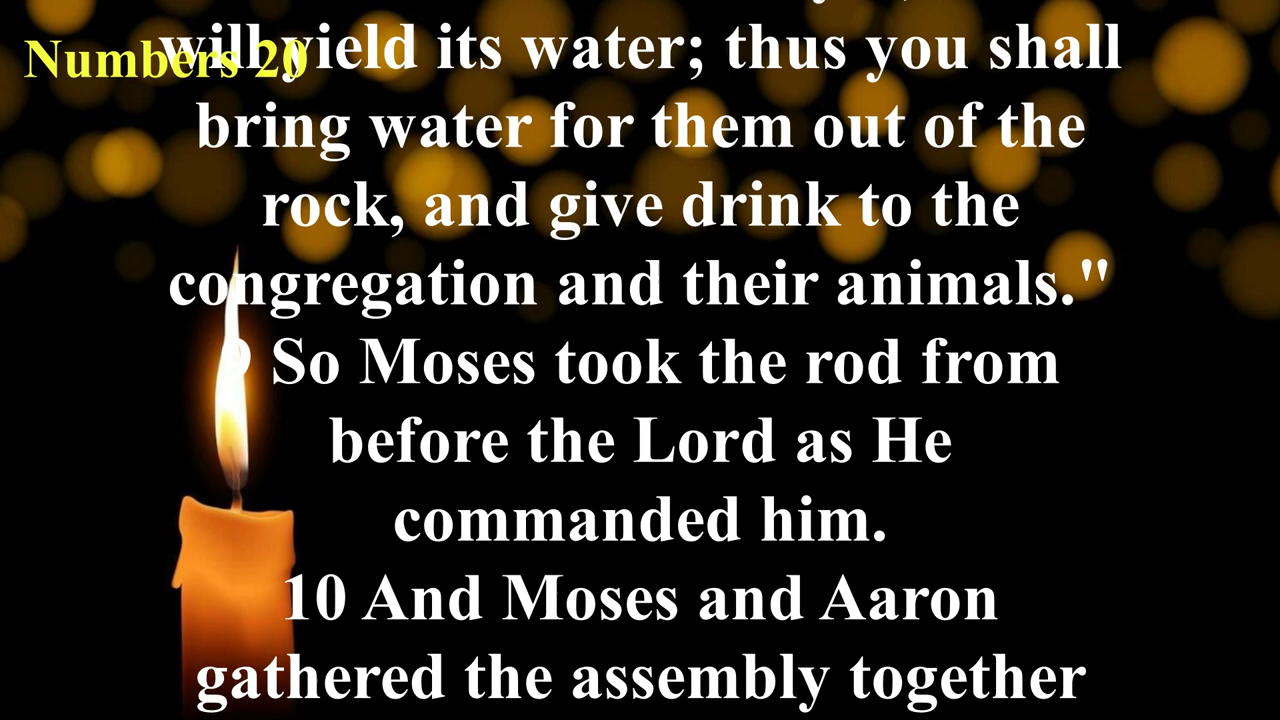 Numbers 20
will yield its water; thus you shall
bring water for them out of the
rock, and give drink to the
congregation and their animals."
9 So Moses took the rod from
before the Lord as He
commanded him.
10 And Moses and Aaron
gathered the assembly together